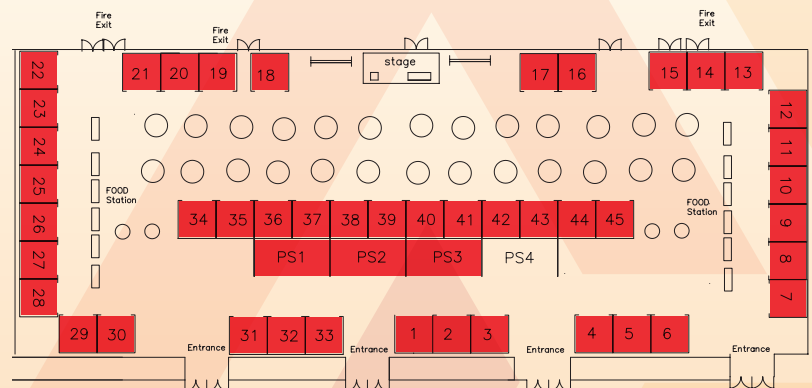 Fire
Exit
Fire
Exit
Fire
Exit
stage
22
21
20
19
18
17
16
15
14
13
23
12
24
11
25
10
FOOD
Station
FOOD
Station
26
34
35
36
37
38
39
40
41
42
43
44
45
9
27
PS1
PS2
PS3
PS4
8
28
7
29
30
31
32
33
1
2
3
4
5
6
Entrance
Entrance
Entrance
Entrance